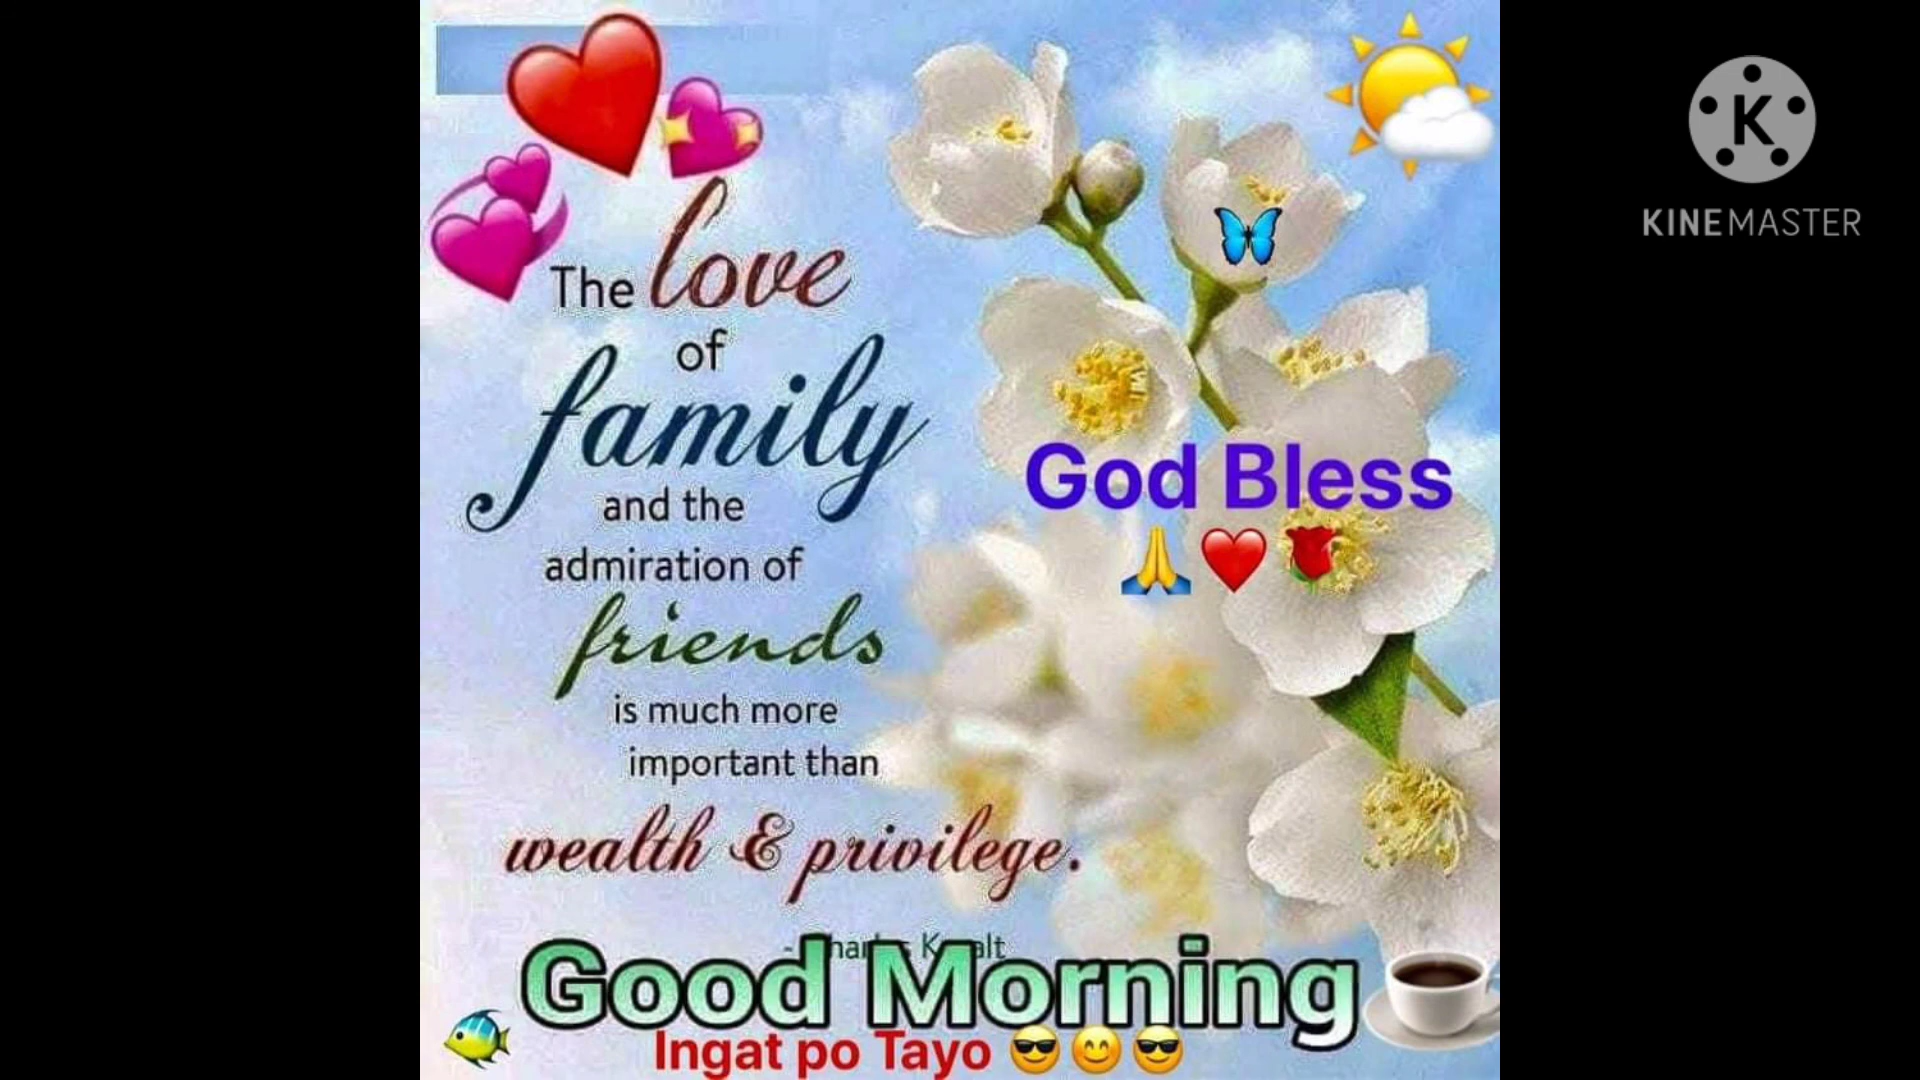 The love
of
family
and the
admiration of
friends
is much more
important than
wealth & privilege.
God Bless
Good Morning
Ingat po Tayo
K
KINEMASTER